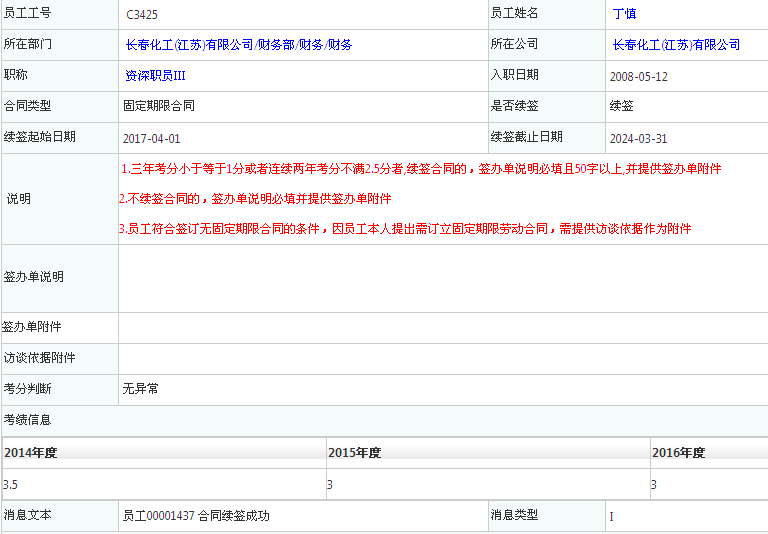 员工工号 C3425 员工姓名 丁慎
所在部门 长春化工(江苏)有限公司/财务部/财务/财务 所在公司 长春化工(江苏)有限公司
职称 资深职员III 入职日期 2008-05-12
合同类型 固定期限合同 是否续签 续签
续签起始日期 2017-04-01 续签截止日期 2024-03-31
说明
1.三年考分小于等于1分或者连续两年考分不满2.5分者,续签合同的，签办单说明必填且50字以上,并提供签办单附件
2.不续签合同的，签办单说明必填并提供签办单附件
3.员工符合签订无固定期限合同的条件，因员工本人提出需订立固定期限劳动合同，需提供访谈依据作为附件
签办单说明
签办单附件
访谈依据附件
考分判断 无异常
考绩信息
2014年度 2015年度 2016年度
3.5 3 3
消息文本 员工00001437 合同续签成功 消息类型 I